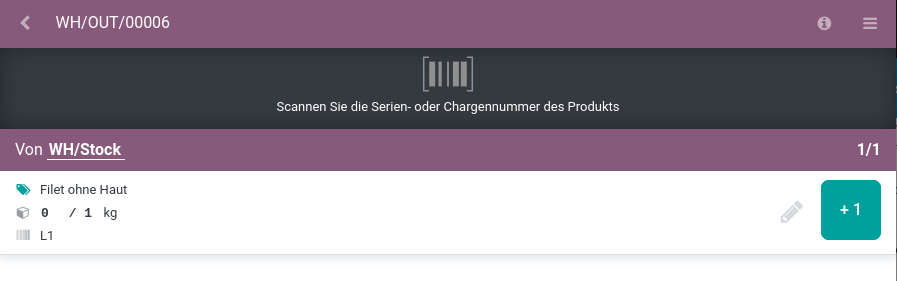 WH/OUT/00006
Scannen Sie die Serien- oder Chargennummer des Produkts
Von WH/Stock 1/1
Filet ohne Haut
0 / 1 kg
+ 1
L1